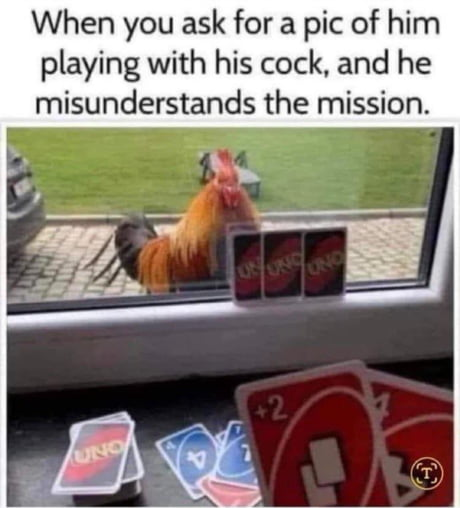 When you ask for a pic of him
playing with his cock, and he
misunderstands the mission.
UNO UNO UNO
+2
UNO
4
T